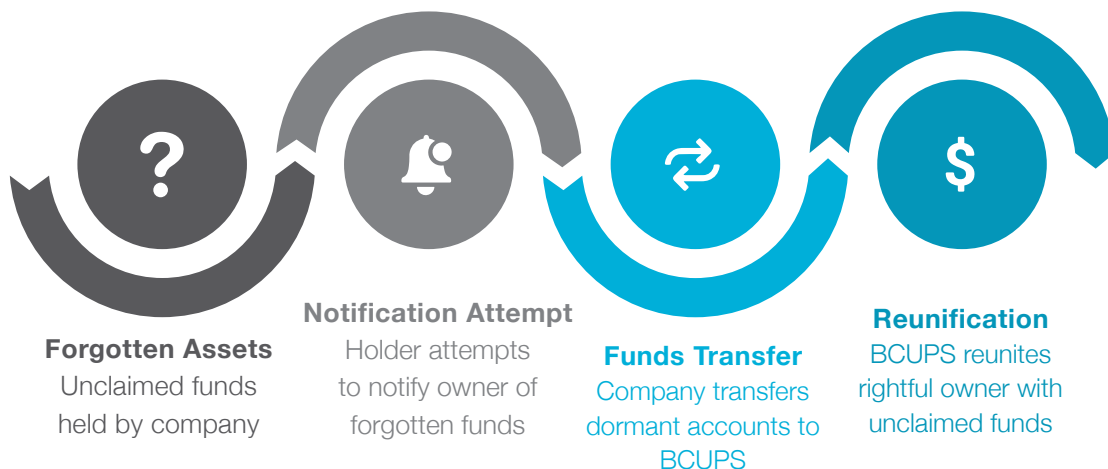 ?
$
Forgotten Assets
Unclaimed funds
held by company
Notification Attempt
Holder attempts
to notify owner of
forgotten funds
Funds Transfer
Company transfers
dormant accounts to
BCUPS
Reunification
BCUPS reunites
rightful owner with
unclaimed funds